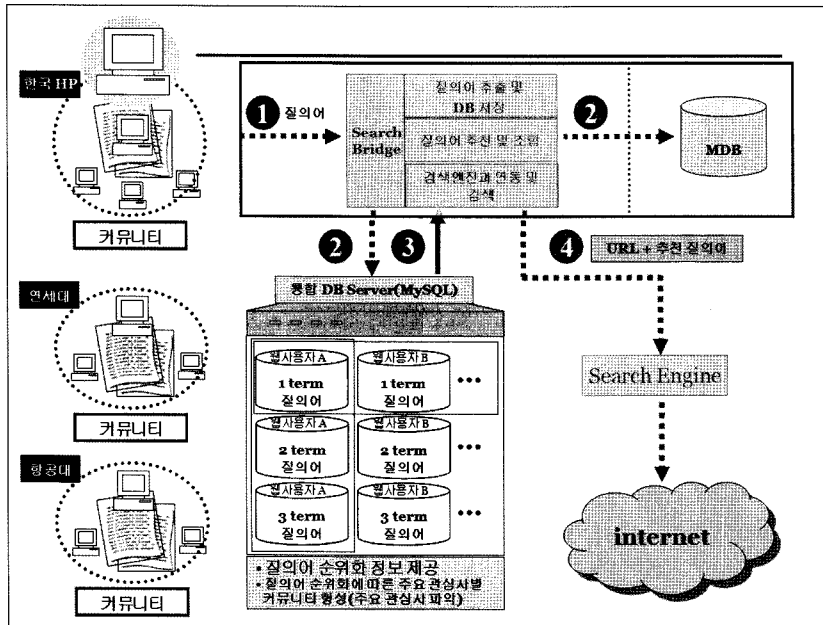 한국 HP
커뮤니티
연세대
커뮤니티
항공대
커뮤니티
1 질의어
Search
Bridge
질의어 추출 및
DB 저장
질의어 추천 및 조합
검색엔진과 연동 및
검색
2
MDB
2
3
4
URL + 추천 질의어
통합 DB Server(MySQL)
웹사용자 A
1 term
질의어
웹사용자 B
1 term
질의어
•••
웹사용자 A
2 term
질의어
웹사용자 B
2 term
질의어
•••
웹사용자 A
3 term
질의어
웹사용자 B
3 term
질의어
•••
• 질의어 순위화 정보 제공
• 질의어 순위화에 따른 주요 관심사별
커뮤니티 형성(주요 관심사 파악)
Search Engine
internet